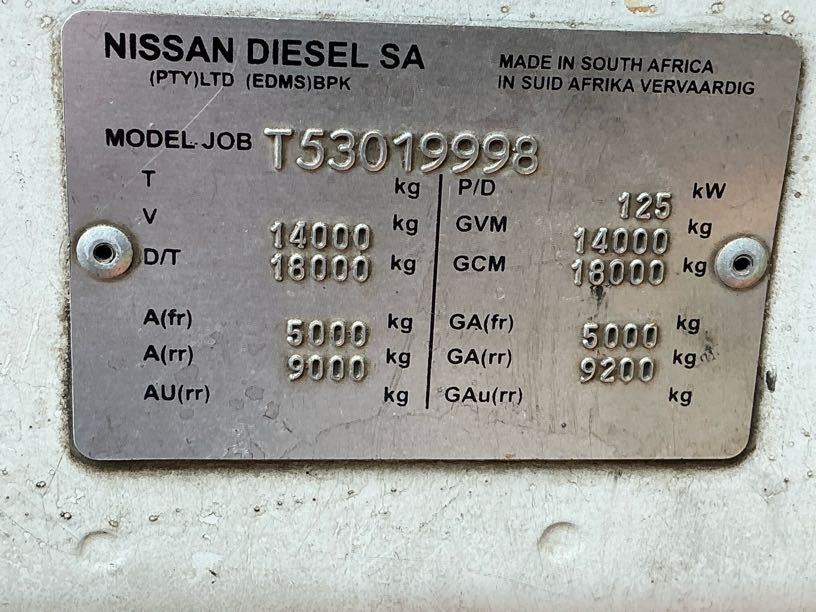 NISSAN DIESEL SA
(PTY)LTD (EDMS)BPK
MADE IN SOUTH AFRICA
IN SUID AFRIKA VERVAARDIG
MODEL-JOB T53019998
T kg P/D 125 kW
V 14000 kg GVM 14000 kg
D/T 18000 kg GCM 18000 kg
A(fr) 5000 kg GA(fr) 5000 kg
A(rr) 9000 kg GA(rr) 9200 kg
AU(rr) kg GAu(rr) kg